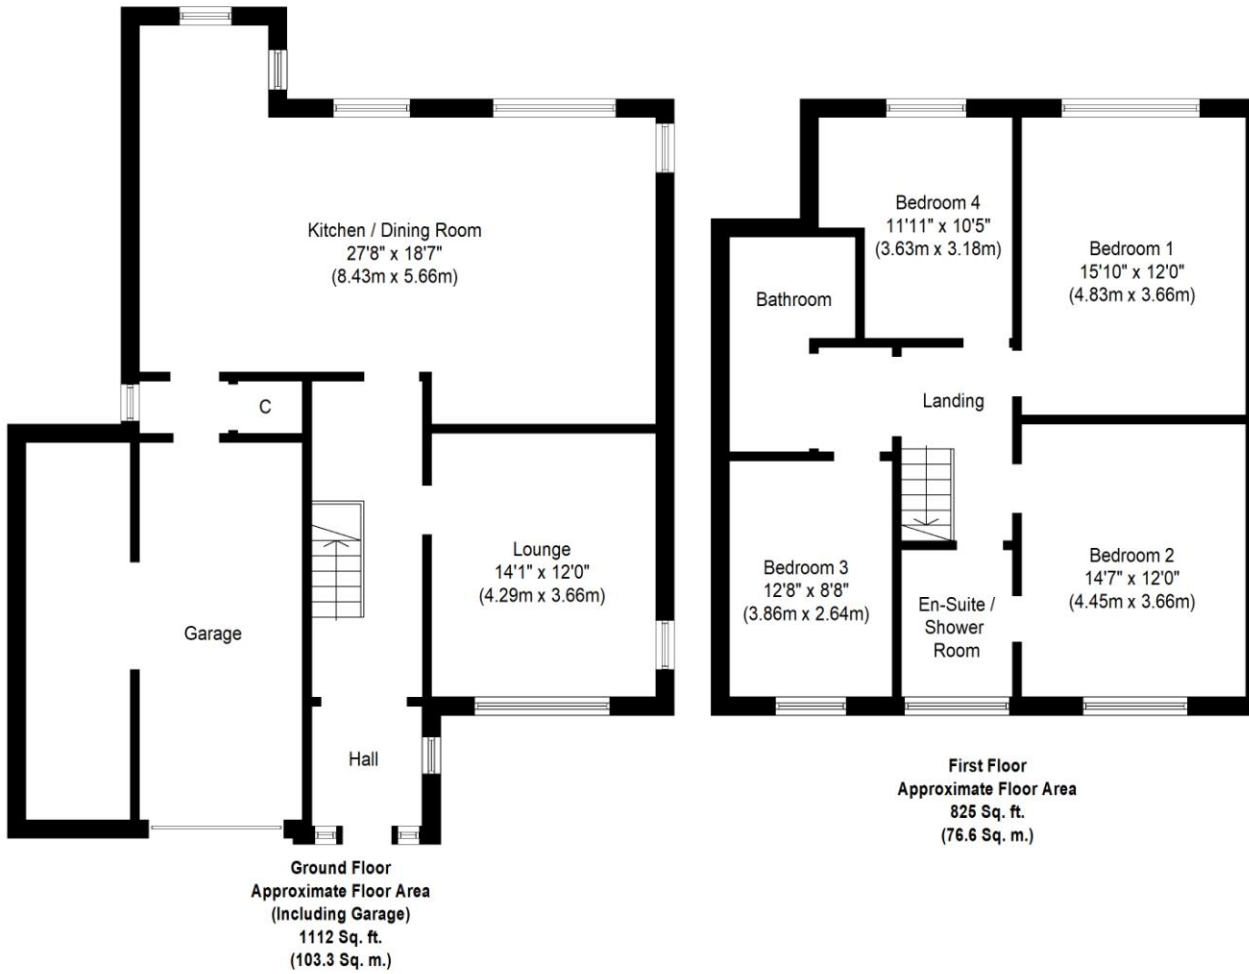 Kitchen / Dining Room
27'8" x 18'7"
(8.43m x 5.66m)
C
Lounge
14'1" x 12'0"
(4.29m x 3.66m)
Garage
Hall
Ground Floor
Approximate Floor Area
(Including Garage)
1112 Sq. ft.
(103.3 Sq. m.)
Bedroom 4
11'11" x 10'5"
(3.63m x 3.18m)
Bedroom 1
15'10" x 12'0"
(4.83m x 3.66m)
Bathroom
Landing
Bedroom 3
12'8" x 8'8"
(3.86m x 2.64m)
En-Suite /
Shower
Room
Bedroom 2
14'7" x 12'0"
(4.45m x 3.66m)
First Floor
Approximate Floor Area
825 Sq. ft.
(76.6 Sq. m.)